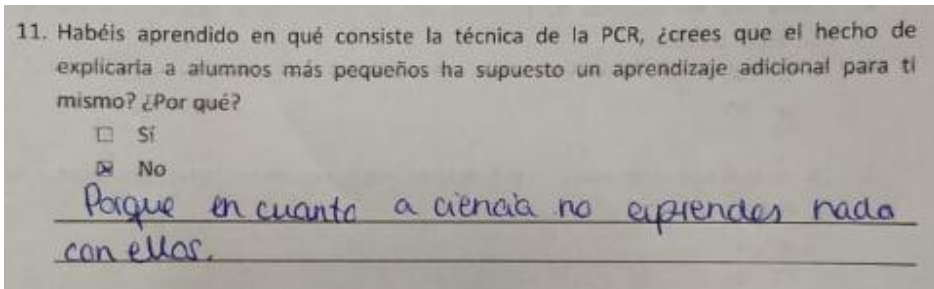 11. Habéis aprendido en qué consiste la técnica de la PCR, ¿crees que el hecho de
explicarla a alumnos más pequeños ha supuesto un aprendizaje adicional para ti
mismo? ¿Por qué?
☐ Sí
☒ No
Porque en cuanto a ciencia no aprendes nada
con ellos.